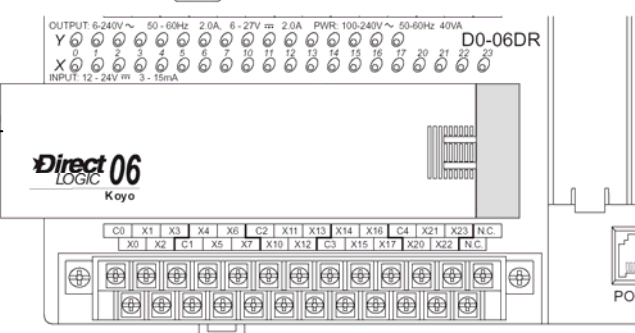 OUTPUT: 6-240V ~ 50 - 60Hz 2.0A, 6 - 27V ⎓ 2.0A PWR: 100-240V ~ 50-60Hz 40VA
Y D0-06DR
0 1 2 3 4 5 6 7 10 11 12 13 14 15 16 17 20 21 22 23
X
INPUT: 12 - 24V ⎓ 3 - 15mA
Direct 06
LOGIC
Koyo
C0 X1 X3 X4 X6 C2 X11 X13 X14 X16 C4 X21 X23 N.C.
X0 X2 C1 X5 X7 X10 X12 C3 X15 X17 X20 X22 N.C.
PO